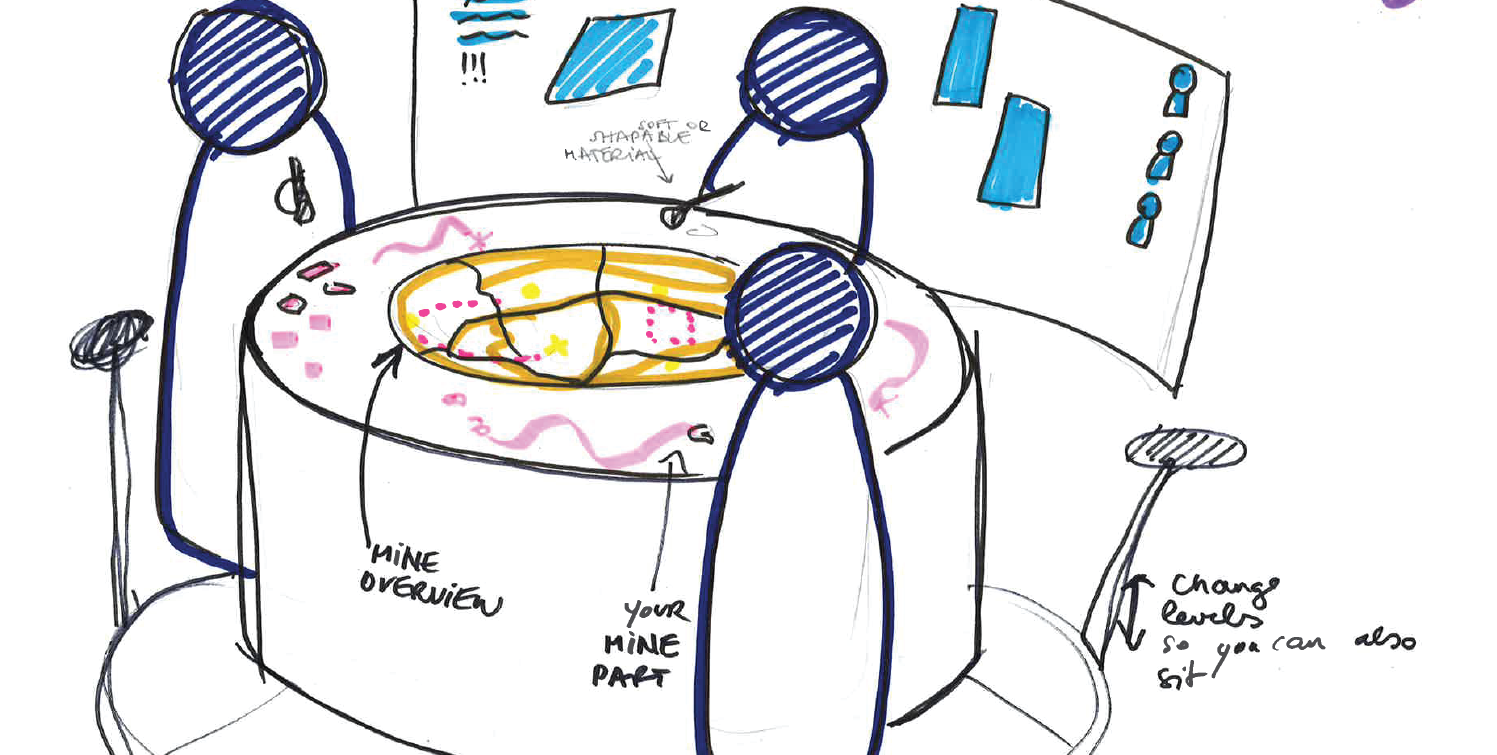 !!!
SOFT OR
SHAPABLE
MATERIAL
MINE
OVERVIEW
YOUR
MINE
PART
Change
levels
so you can also
sit